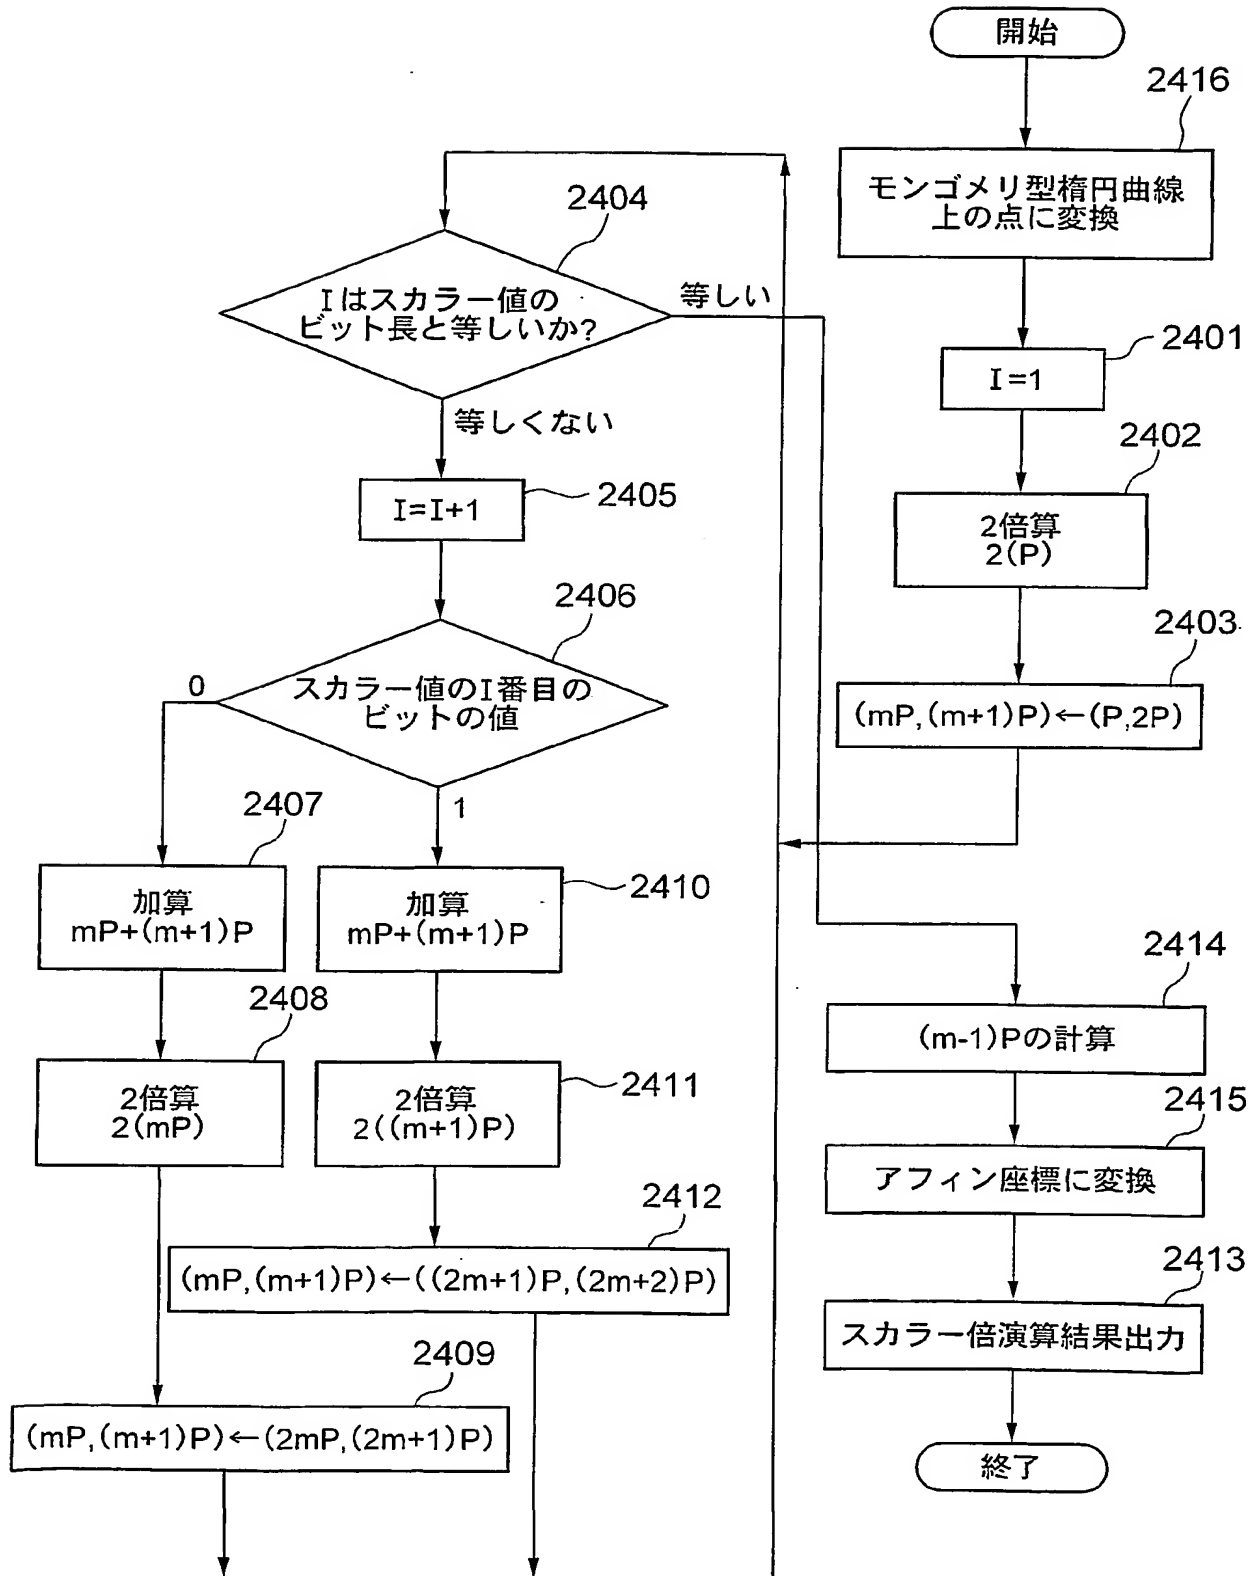 開始
2416
モンゴメリ型楕円曲線
上の点に変換
2401
I=1
2402
2倍算
2(P)
2403
(mP,(m+1)P)←(P,2P)
2404
Iはスカラー値の
ビット長と等しいか?
等しい
等しくない
2405
I=I+1
2406
スカラー値のI番目の
ビットの値
0
1
2407
加算
mP+(m+1)P
2410
加算
mP+(m+1)P
2408
2倍算
2(mP)
2411
2倍算
2((m+1)P)
2412
(mP,(m+1)P)←((2m+1)P,(2m+2)P)
2409
(mP,(m+1)P)←(2mP,(2m+1)P)
2414
(m-1)Pの計算
2415
アフィン座標に変換
2413
スカラー倍演算結果出力
終了